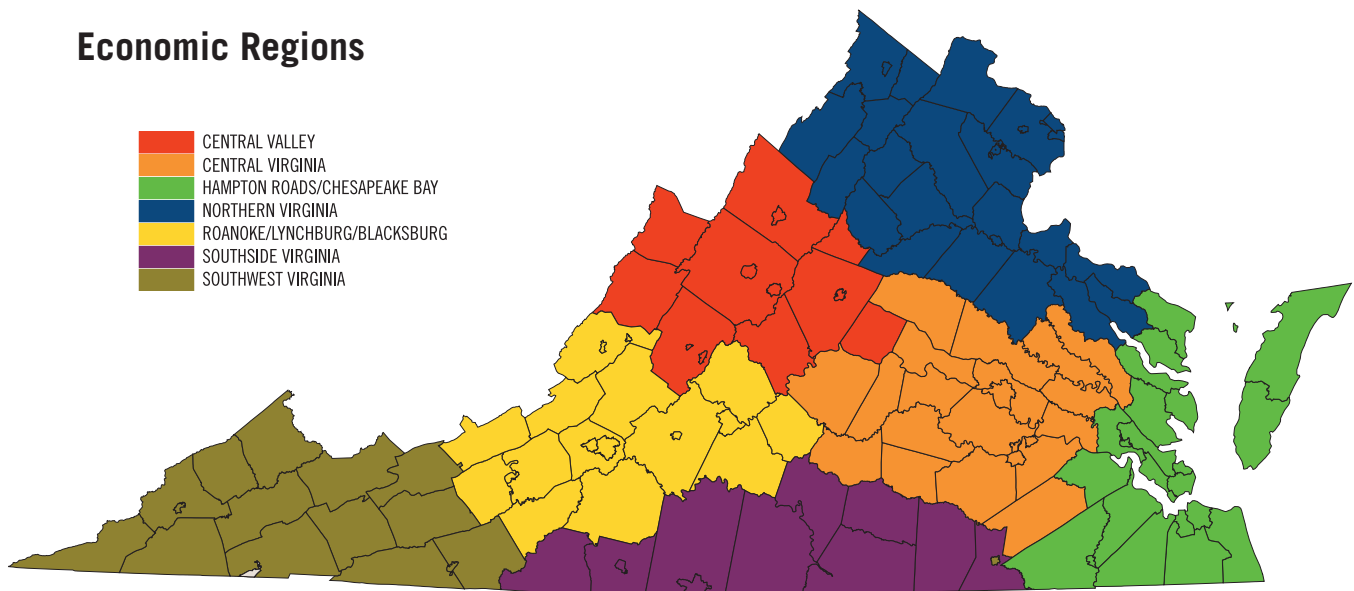 Economic Regions
CENTRAL VALLEY
CENTRAL VIRGINIA
HAMPTON ROADS/CHESAPEAKE BAY
NORTHERN VIRGINIA
ROANOKE/LYNCHBURG/BLACKSBURG
SOUTHSIDE VIRGINIA
SOUTHWEST VIRGINIA